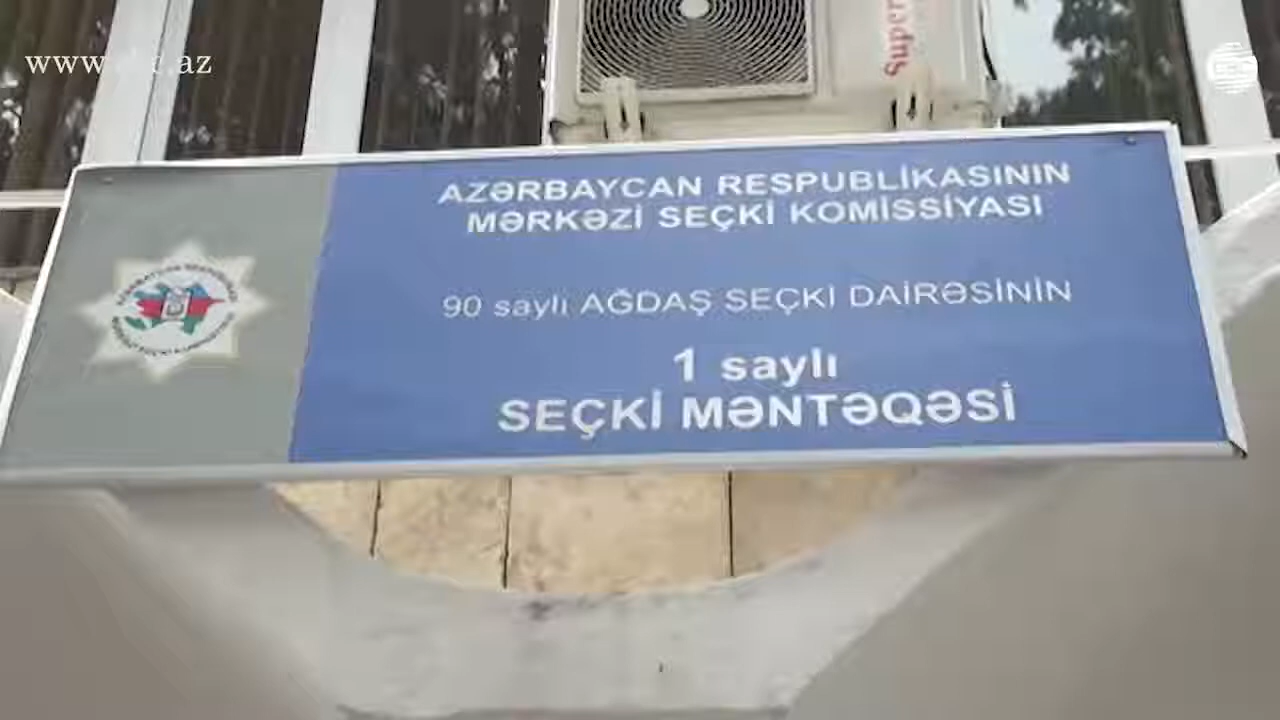 AZƏRBAYCAN RESPUBLİKASININ
MƏRKƏZİ SEÇKİ KOMİSSİYASI
90 saylı AĞDAŞ SEÇKİ DAİRƏSİNİN
1 saylı
SEÇKİ MƏNTƏQƏSİ
Super